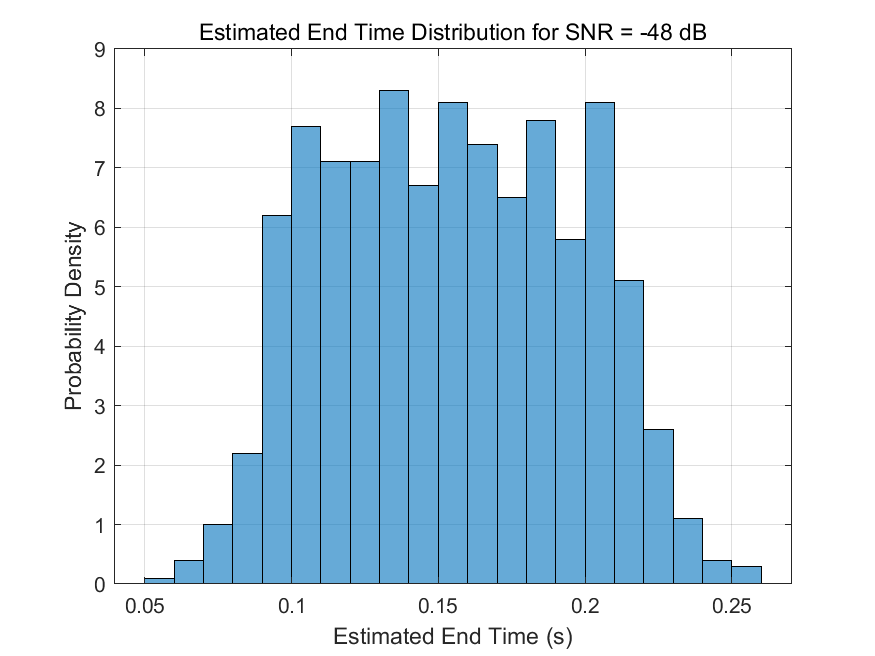 Estimated End Time Distribution for SNR = -48 dB
9
8
7
6
5
4
3
2
1
0
Probability Density
0.05 0.1 0.15 0.2 0.25
Estimated End Time (s)